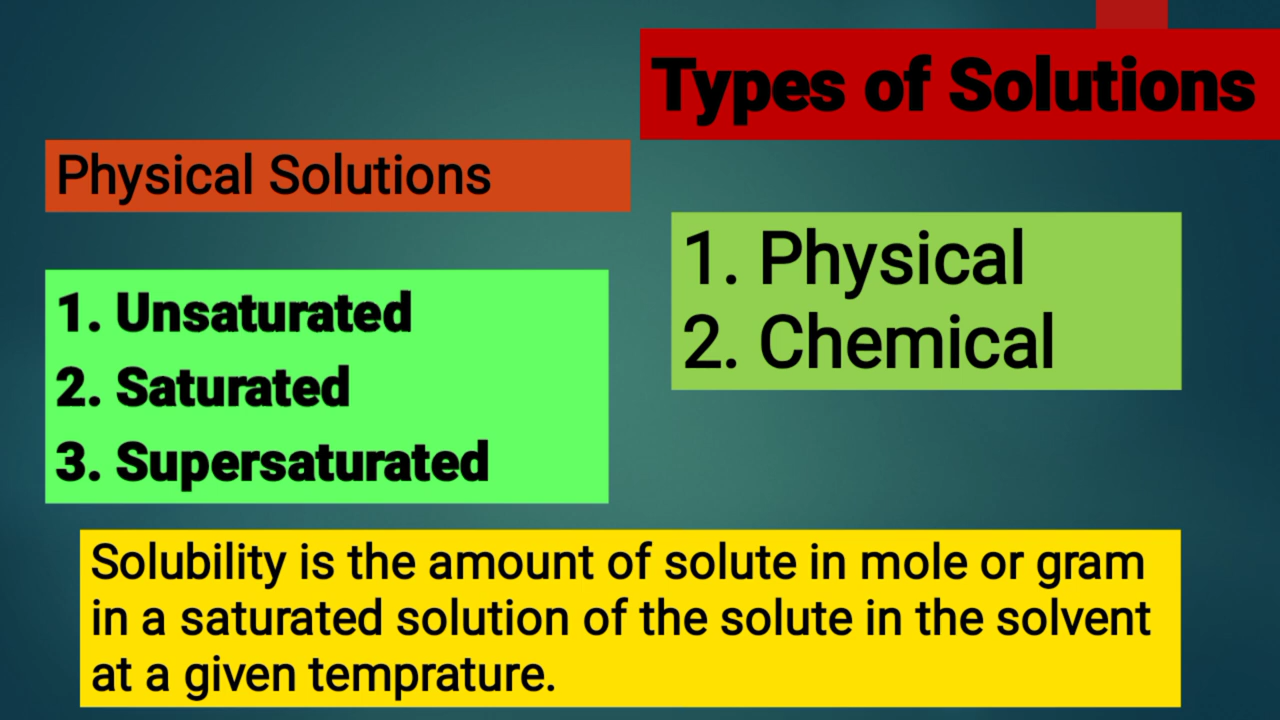 Types of Solutions
Physical Solutions
1. Physical
2. Chemical
1. Unsaturated
2. Saturated
3. Supersaturated
Solubility is the amount of solute in mole or gram
in a saturated solution of the solute in the solvent
at a given temprature.